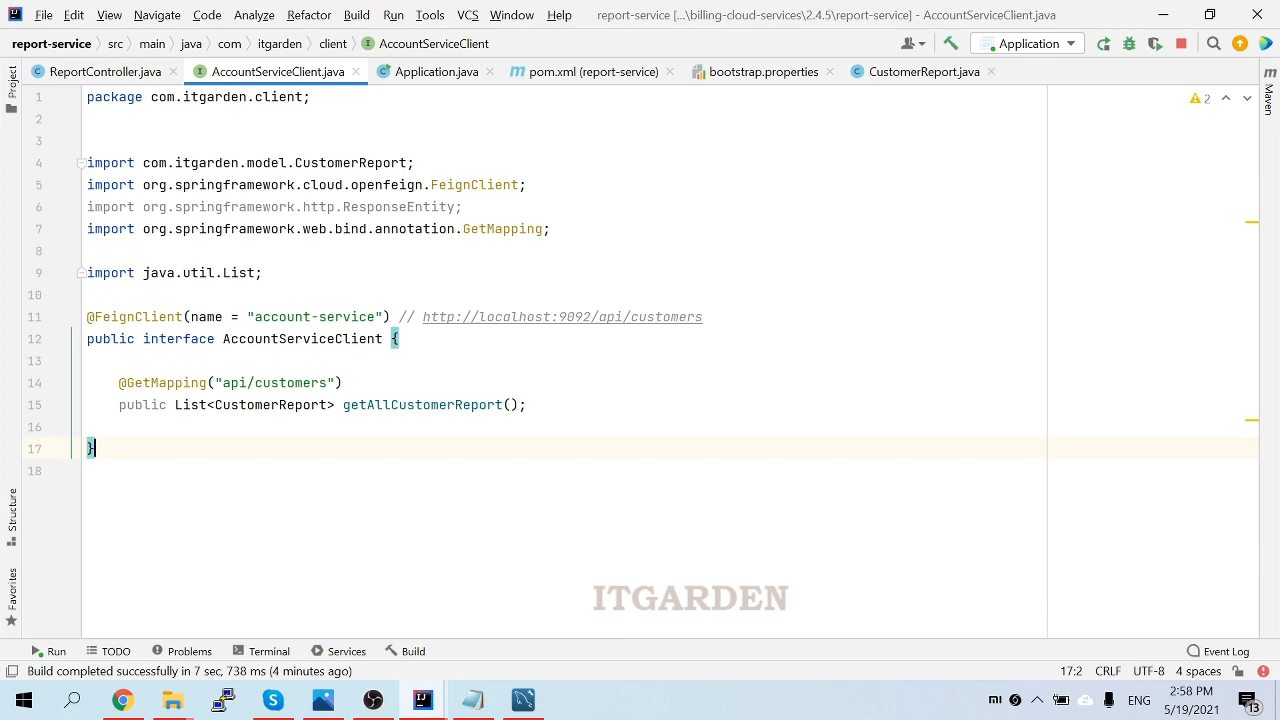 File Edit View Navigate Code Analyze Refactor Build Run Tools VCS Window Help report-service [...\billing-cloud-services\2.4.5\report-service] - AccountServiceClient.java
report-service src main java com itgarden client AccountServiceClient Application
Project ReportController.java AccountServiceClient.java Application.java pom.xml (report-service) bootstrap.properties CustomerReport.java Maven
1 package com.itgarden.client; 2
2
3
4 import com.itgarden.model.CustomerReport;
5 import org.springframework.cloud.openfeign.FeignClient;
6 import org.springframework.http.ResponseEntity;
7 import org.springframework.web.bind.annotation.GetMapping;
8
9 import java.util.List;
10
11 @FeignClient(name = "account-service") // http://localhost:9092/api/customers
12 public interface AccountServiceClient {
13
14 @GetMapping("api/customers")
15 public List<CustomerReport> getAllCustomerReport();
16
17 }
18
Structure
Favorites
ITGARDEN
Run TODO Problems Terminal Services Build Event Log
Build completed successfully in 7 sec, 738 ms (4 minutes ago) 17:2 CRLF UTF-8 4 spaces
ENG 2:58 PM
5/19/2021 13